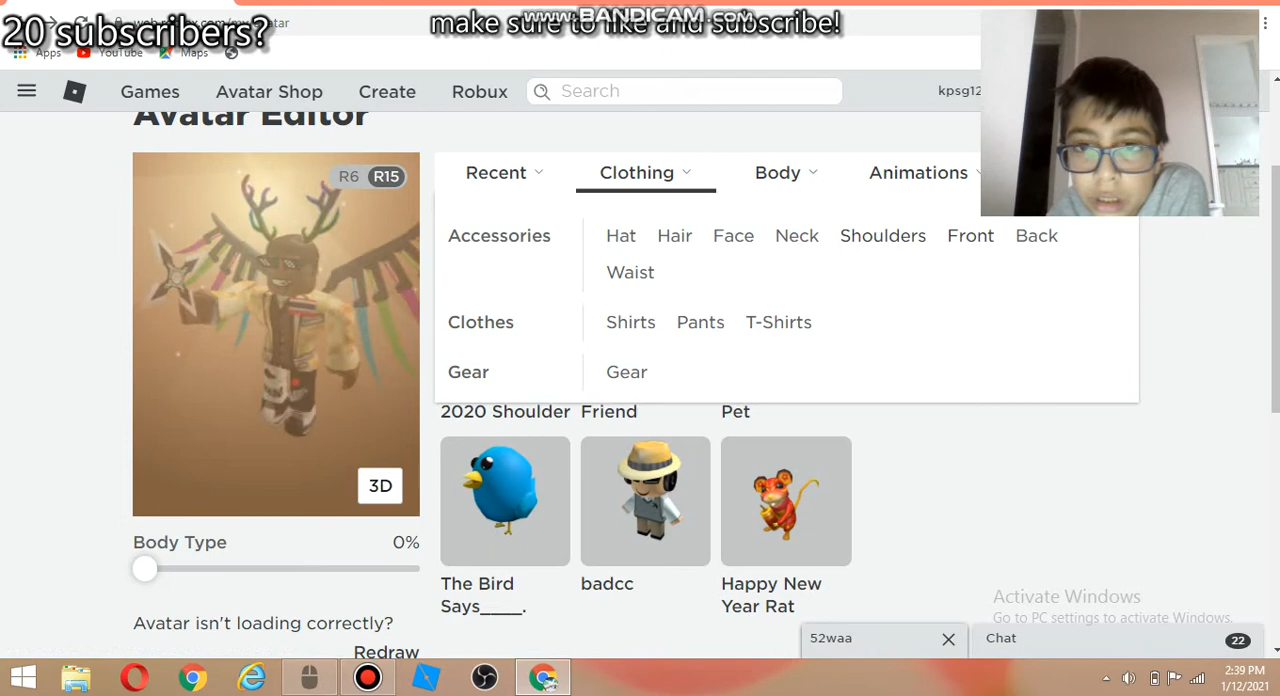 20 subscribers?
make sure to like and subscribe!
www.BANDICAM.com
Apps YouTube Maps
Games Avatar Shop Create Robux Search kpsg12
Avatar Editor
R6 R15
3D
Body Type 0%
Avatar isn't loading correctly?
Redraw
Recent Clothing Body Animations
Accessories Hat Hair Face Neck Shoulders Front Back
Waist
Clothes Shirts Pants T-Shirts
Gear Gear
2020 Shoulder Friend Pet
The Bird Says____. badcc Happy New Year Rat
Activate Windows
Go to PC settings to activate Windows.
52waa Chat 22
2:39 PM
1/12/2021